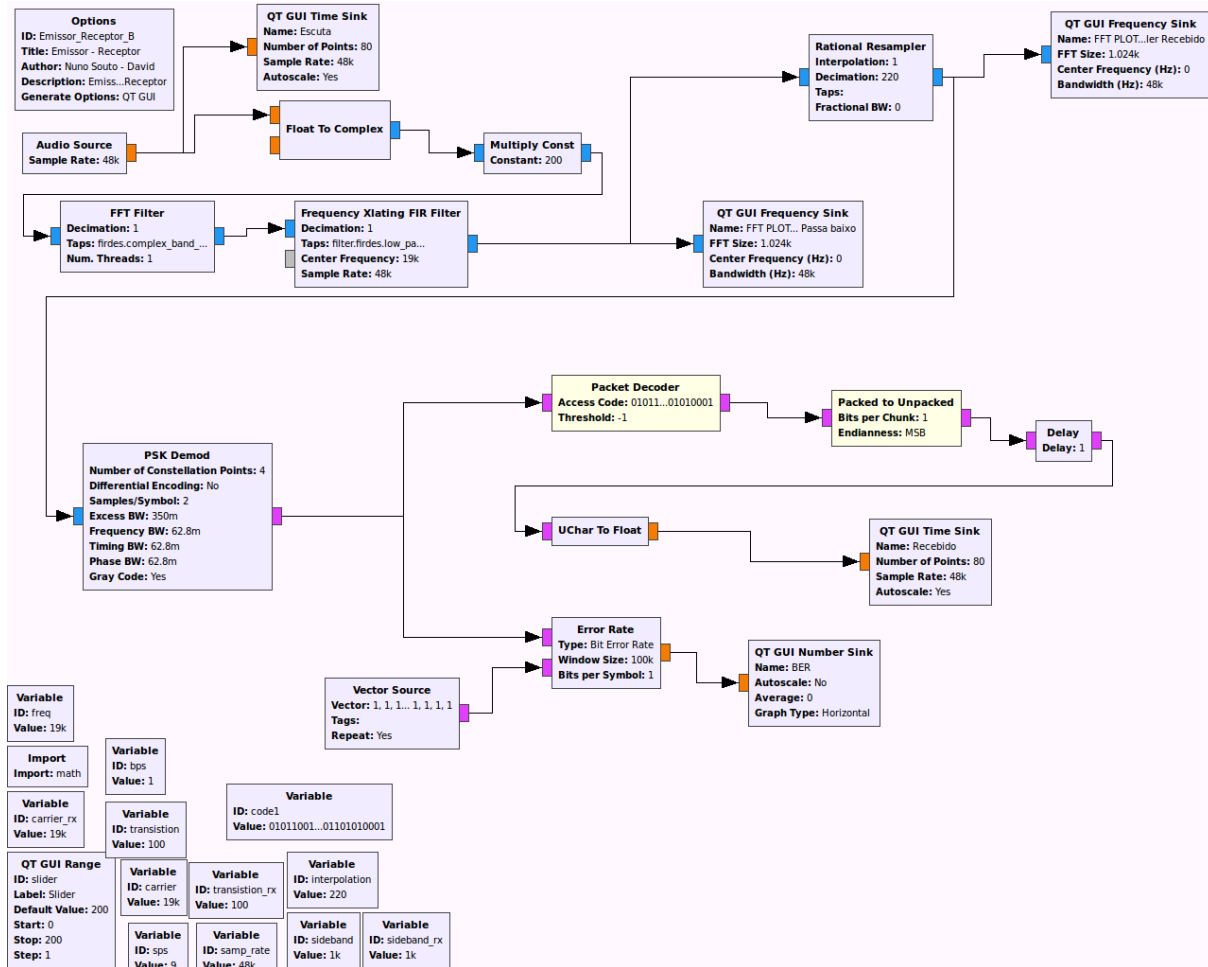 Options
ID: Emissor_Receptor_B
Title: Emissor - Receptor
Author: Nuno Souto - David
Description: Emiss...Receptor
Generate Options: QT GUI
QT GUI Time Sink
Name: Escuta
Number of Points: 80
Sample Rate: 48k
Autoscale: Yes
Rational Resampler
Interpolation: 1
Decimation: 220
Taps:
Fractional BW: 0
QT GUI Frequency Sink
Name: FFT PLOT...ler Recebido
FFT Size: 1.024k
Center Frequency (Hz): 0
Bandwidth (Hz): 48k
Audio Source
Sample Rate: 48k
Float To Complex
Multiply Const
Constant: 200
FFT Filter
Decimation: 1
Taps: firdes.complex_band_...
Num. Threads: 1
Frequency Xlating FIR Filter
Decimation: 1
Taps: filter.firdes.low_pa...
Center Frequency: 19k
Sample Rate: 48k
QT GUI Frequency Sink
Name: FFT PLOT... Passa baixo
FFT Size: 1.024k
Center Frequency (Hz): 0
Bandwidth (Hz): 48k
Packet Decoder
Access Code: 01011...01010001
Threshold: -1
Packed to Unpacked
Bits per Chunk: 1
Endianness: MSB
Delay
Delay: 1
PSK Demod
Number of Constellation Points: 4
Differential Encoding: No
Samples/Symbol: 2
Excess BW: 350m
Frequency BW: 62.8m
Timing BW: 62.8m
Phase BW: 62.8m
Gray Code: Yes
UChar To Float
QT GUI Time Sink
Name: Recebido
Number of Points: 80
Sample Rate: 48k
Autoscale: Yes
Error Rate
Type: Bit Error Rate
Window Size: 100k
Bits per Symbol: 1
QT GUI Number Sink
Name: BER
Autoscale: No
Average: 0
Graph Type: Horizontal
Vector Source
Vector: 1, 1, 1... 1, 1, 1, 1
Tags:
Repeat: Yes
Variable
ID: freq
Value: 19k
Import
Import: math
Variable
ID: bps
Value: 1
Variable
ID: carrier_rx
Value: 19k
Variable
ID: transistion
Value: 100
Variable
ID: code1
Value: 01011001...01101010001
QT GUI Range
ID: slider
Label: Slider
Default Value: 200
Start: 0
Stop: 200
Step: 1
Variable
ID: carrier
Value: 19k
Variable
ID: transistion_rx
Value: 100
Variable
ID: interpolation
Value: 220
Variable
ID: sps
Value: 9
Variable
ID: samp_rate
Value: 48k
Variable
ID: sideband
Value: 1k
Variable
ID: sideband_rx
Value: 1k